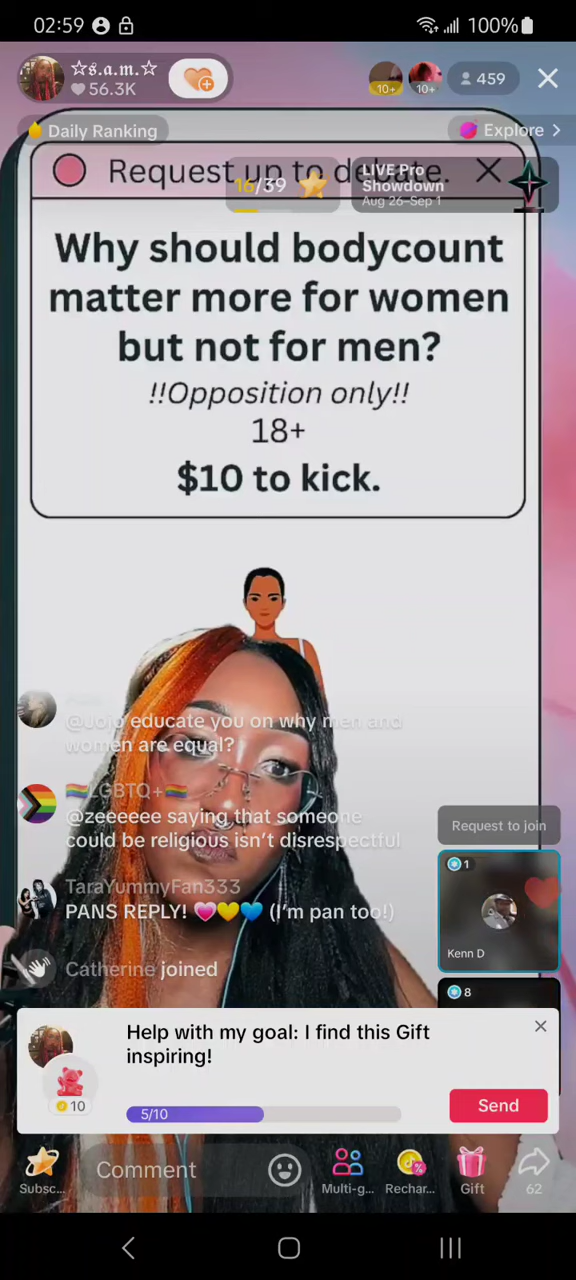 02:59
100%
☆𝔰.𝔞.𝔪.☆
56.3K
10+
10+
459
Daily Ranking
Explore >
Request up to debate.
16/39
LIVE Pro
Showdown
Aug 26–Sep 1
Why should bodycount
matter more for women
but not for men?
!!Opposition only!!
18+
$10 to kick.
@Jojo educate you on why men and
women are equal?
🏳️‍🌈LGBTQ+🏳️‍🌈
@zeeeeee saying that someone
could be religious isn't disrespectful
TaraYummyFan333
PANS REPLY! 💗💛💙 (I'm pan too!)
Catherine joined
Request to join
1
Kenn D
8
Help with my goal: I find this Gift
inspiring!
10
5/10
Send
Subsc...
Comment
Multi-g...
Rechar...
Gift
62